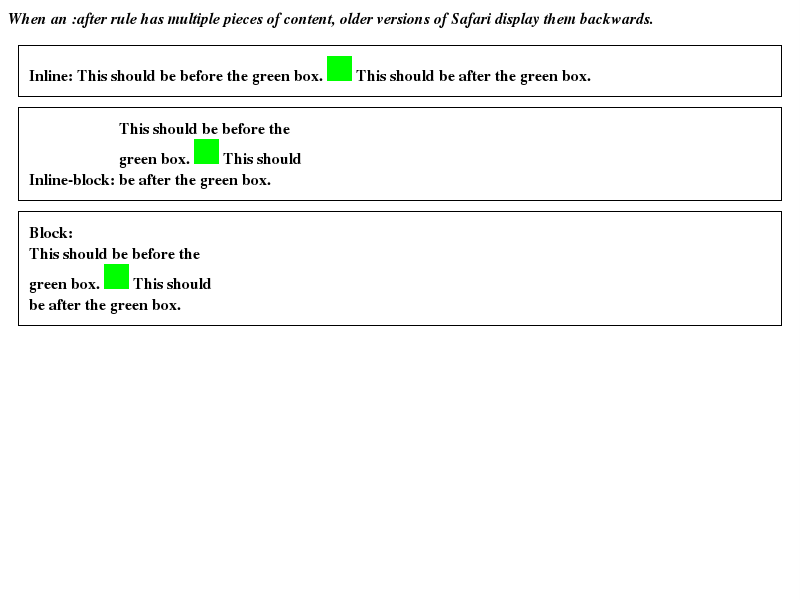 When an :after rule has multiple pieces of content, older versions of Safari display them backwards.
Inline: This should be before the green box. This should be after the green box.
This should be before the
green box. This should
Inline-block: be after the green box.
Block:
This should be before the
green box. This should
be after the green box.